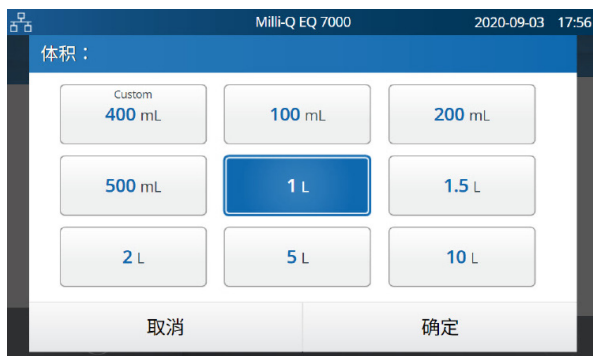 Milli-Q EQ 7000 2020-09-03 17:56
体积：
Custom
400 mL 100 mL 200 mL
500 mL 1 L 1.5 L
2 L 5 L 10 L
取消 确定